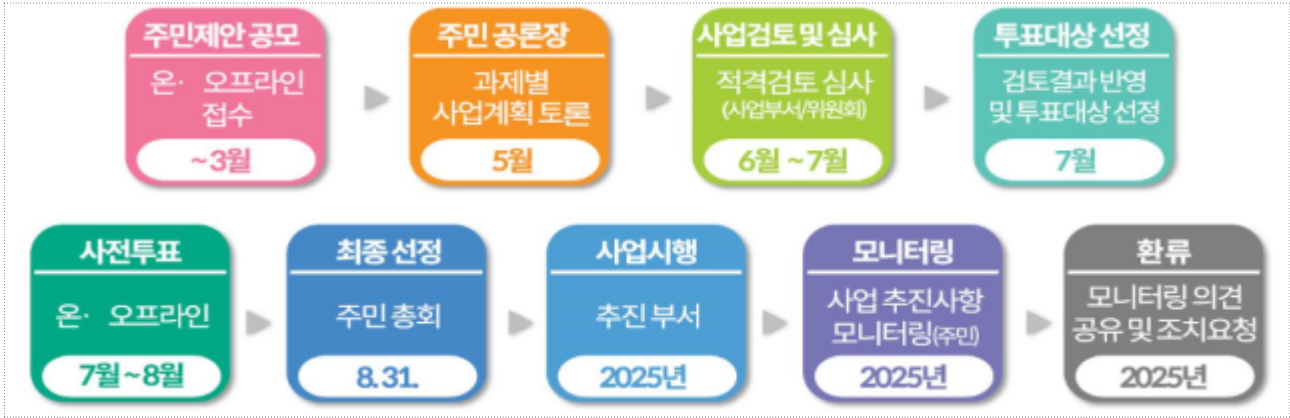 주민제안 공모
온· 오프라인
접수
~3월
주민 공론장
과제별
사업계획 토론
5월
사업검토 및 심사
적격검토 심사
(사업부서/위원회)
6월 ~ 7월
투표대상 선정
검토결과 반영
및 투표대상 선정
7월
사전투표
온· 오프라인
7월~8월
최종 선정
주민 총회
8. 31.
사업시행
추진 부서
2025년
모니터링
사업 추진사항
모니터링(주민)
2025년
환류
모니터링 의견
공유 및 조치요청
2025년